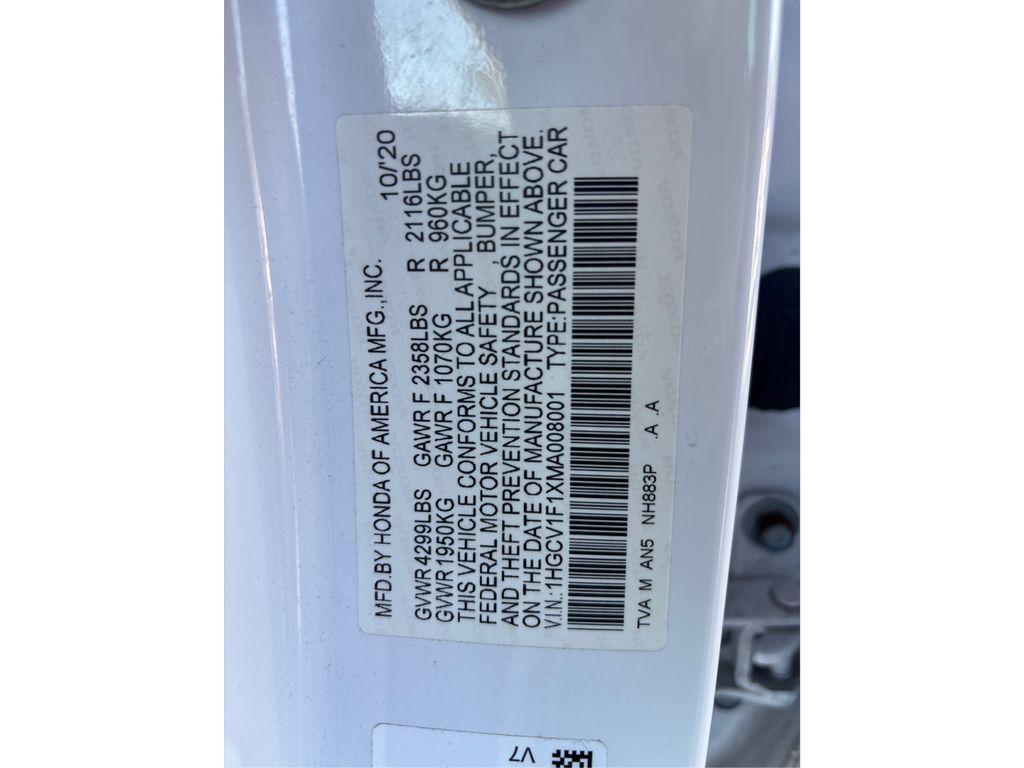 MFD.BY HONDA OF AMERICA MFG.,INC. 10/'20
GVWR 4299LBS GAWR F 2358LBS R 2116LBS
GVWR 1950KG GAWR F 1070KG R 960KG
THIS VEHICLE CONFORMS TO ALL APPLICABLE
FEDERAL MOTOR VEHICLE SAFETY, BUMPER,
AND THEFT PREVENTION STANDARDS IN EFFECT
ON THE DATE OF MANUFACTURE SHOWN ABOVE.
V.I.N.:1HGCV1F1XMA008001 TYPE:PASSENGER CAR
TVA M AN5 NH883P .A .A
V7